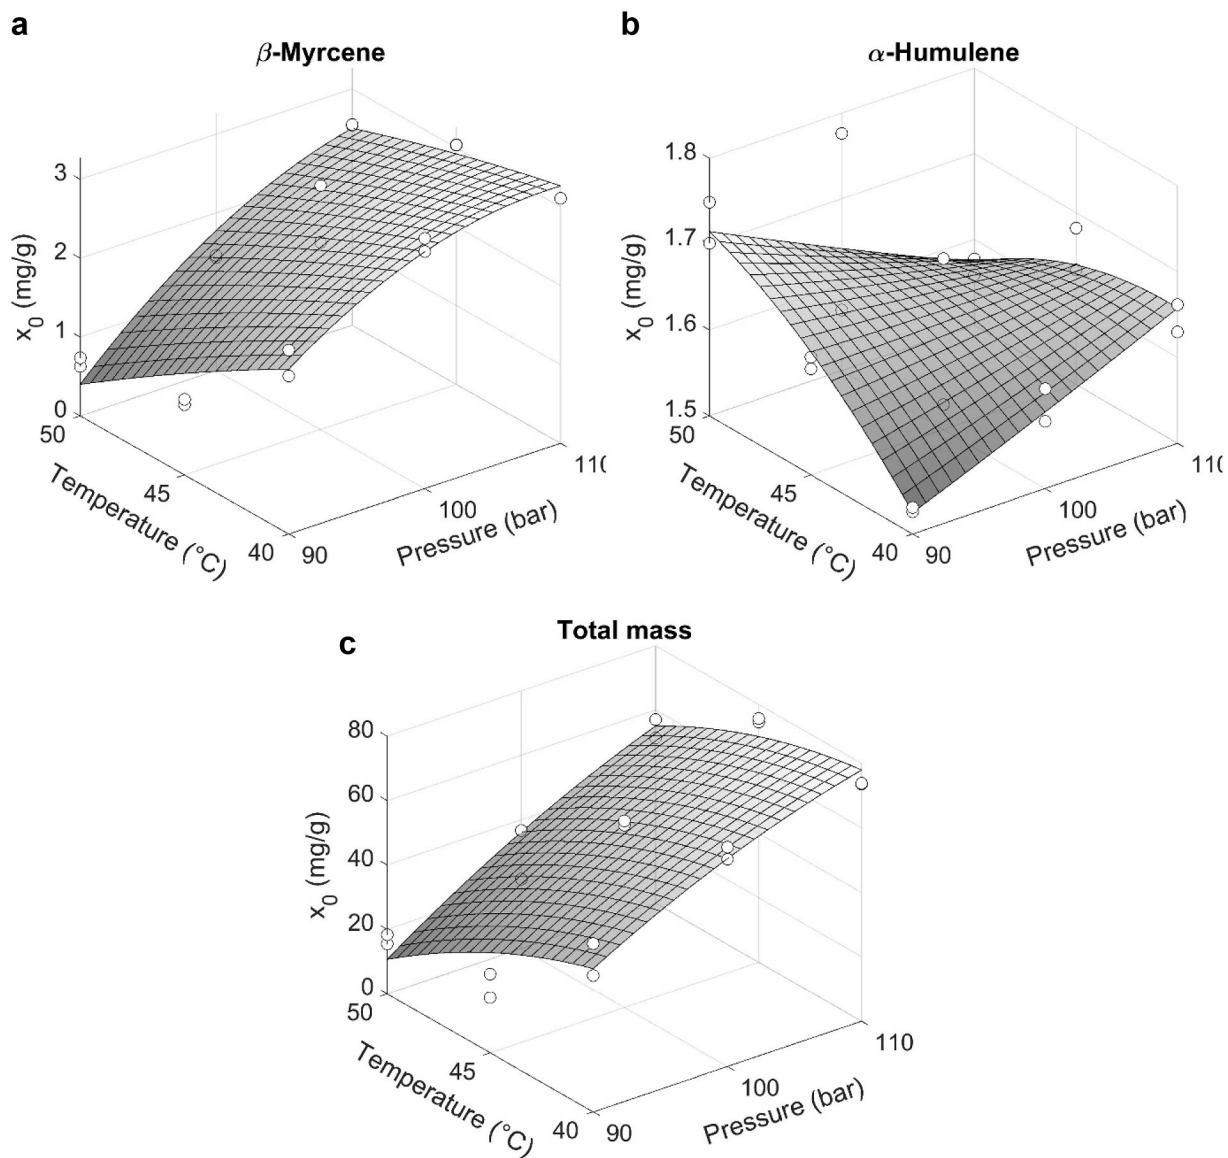 a
β-Myrcene
3
2
1
0
x0 (mg/g)
50
45
40
Temperature (°C)
90
100
110
Pressure (bar)
b
α-Humulene
1.8
1.7
1.6
1.5
x0 (mg/g)
50
45
40
Temperature (°C)
90
100
110
Pressure (bar)
c
Total mass
80
60
40
20
0
x0 (mg/g)
50
45
40
Temperature (°C)
90
100
110
Pressure (bar)